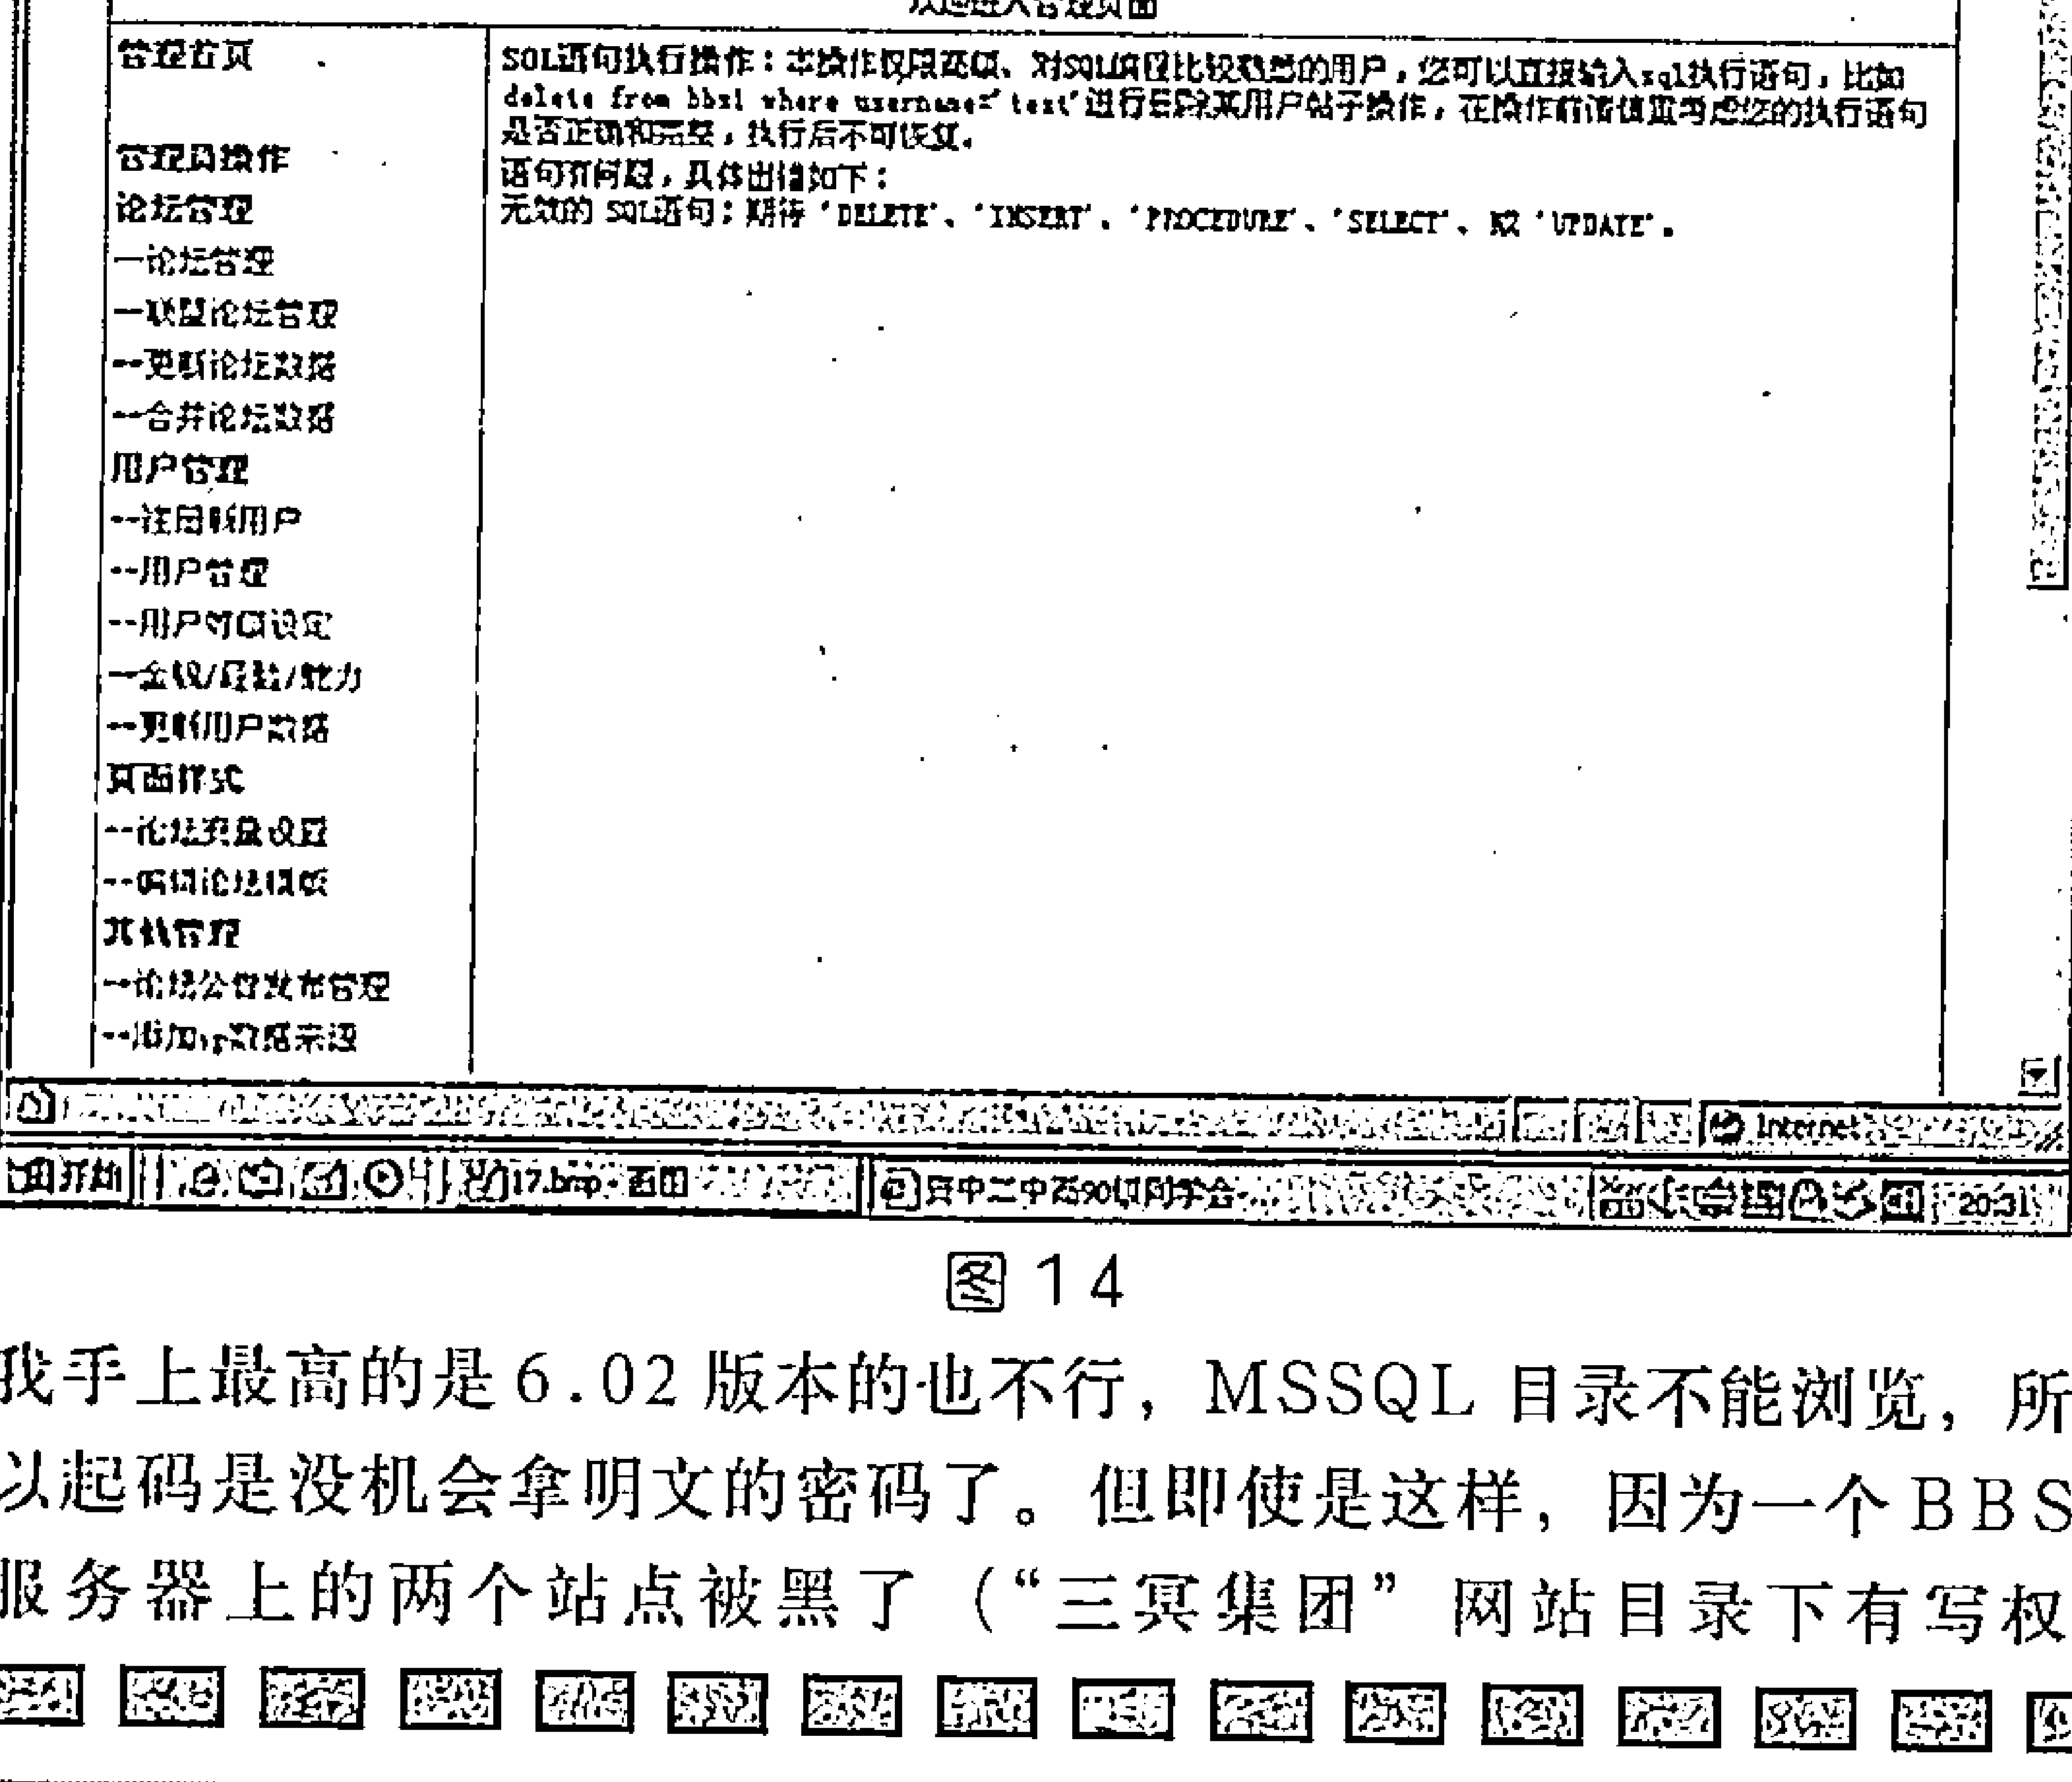 欢迎进入管理页面
管理首页
SQL语句执行操作：本操作仅限高级、对SQL编程比较熟悉的用户，您可以直接输入sql执行语句，比如
delete from bbs1 where username='test'进行删除某用户帖子操作，在操作前请慎重考虑您的执行语句
是否正确和完整，执行后不可恢复。
语句有问题，具体出错如下：
无效的 SQL语句；期待 'DELETE'、'INSERT'、'PROCEDURE'、'SELECT'、或 'UPDATE'。
管理员操作
论坛管理
--论坛管理
--联盟论坛管理
--更新论坛数据
--合并论坛数据
用户管理
--注册新用户
--用户管理
--用户
--金钱/经验/魅力
--更新用户数据
页面样式
--论坛变量设置
--编辑论坛模板
其他管理
--论坛公告发布管理
--添加ip数据来源
Internet
开始
17.bmp - 画图
20:31
图 14
我手上最高的是6.02版本的也不行，MSSQL目录不能浏览，所
以起码是没机会拿明文的密码了。但即使是这样，因为一个BBS
服务器上的两个站点被黑了（“三冥集团”网站目录下有写权